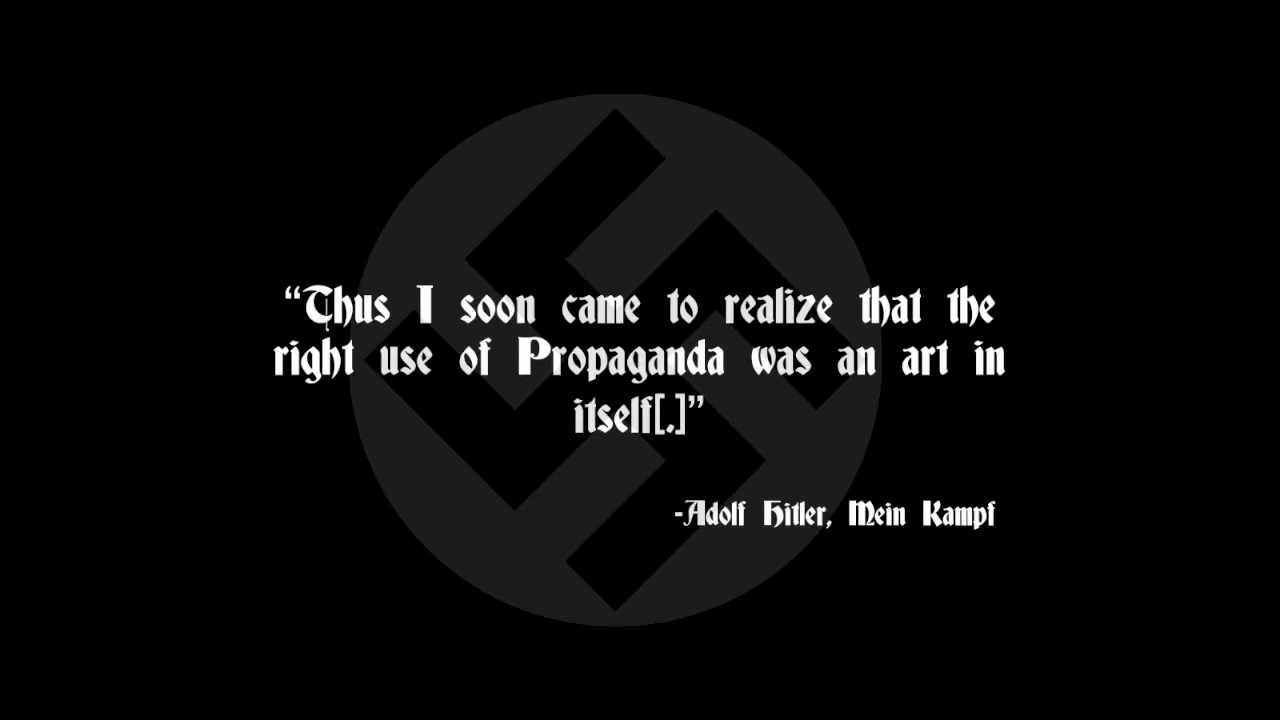 “Thus I soon came to realize that the
right use of Propaganda was an art in
itself[.]”
-Adolf Hitler, Mein Kampf